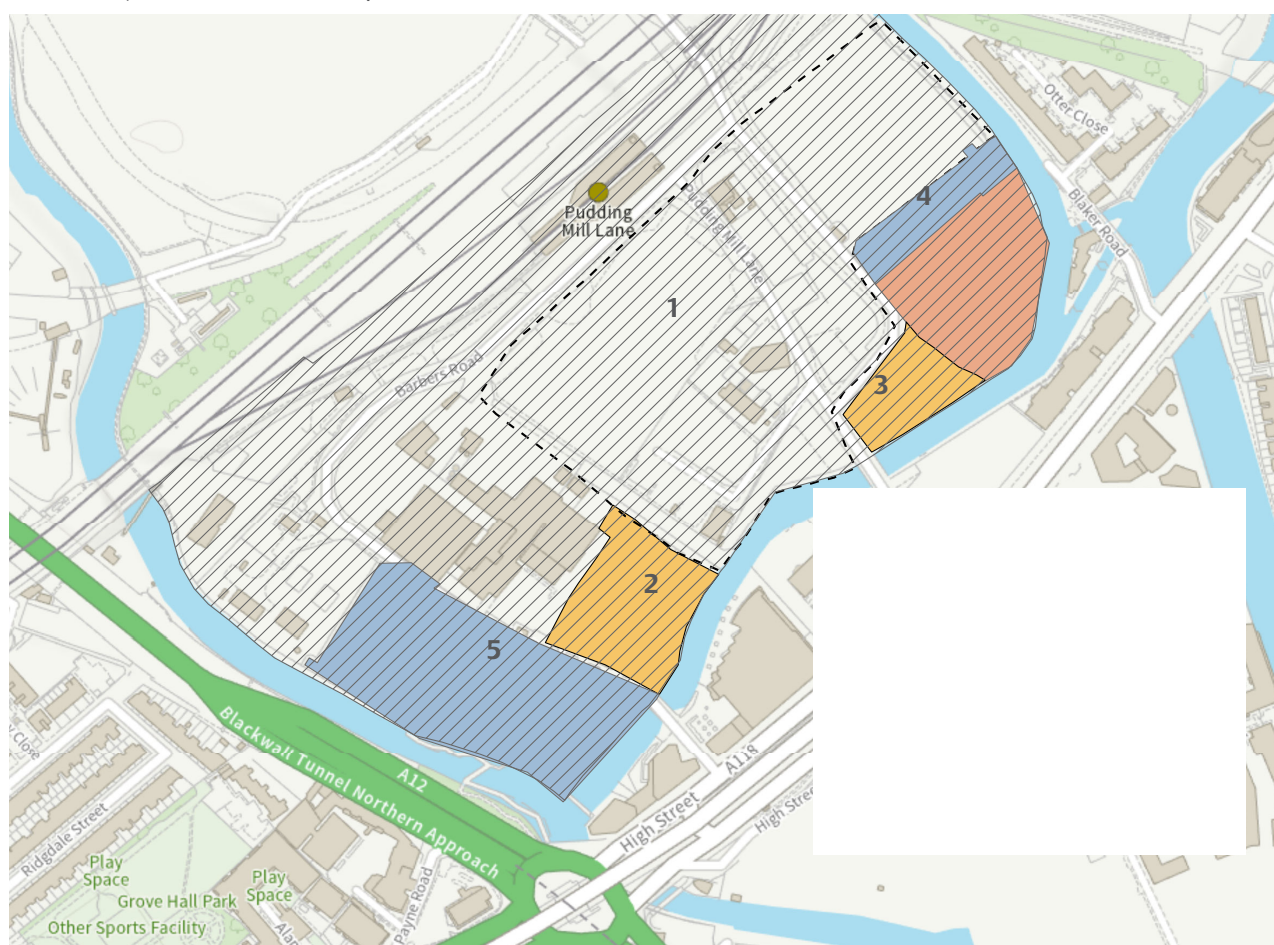 Otter Close
Blaker Road
Pudding
Mill Lane
Pudding Mill Lane
4
1
Barbers Road
3
2
5
Blackwall Tunnel Northern Approach
A12
A118
High Street
High Stree
y Close
Ridgdale Street
Play
Space
Grove Hall Park
Other Sports Facility
Play
Space
Alan
Payne Road